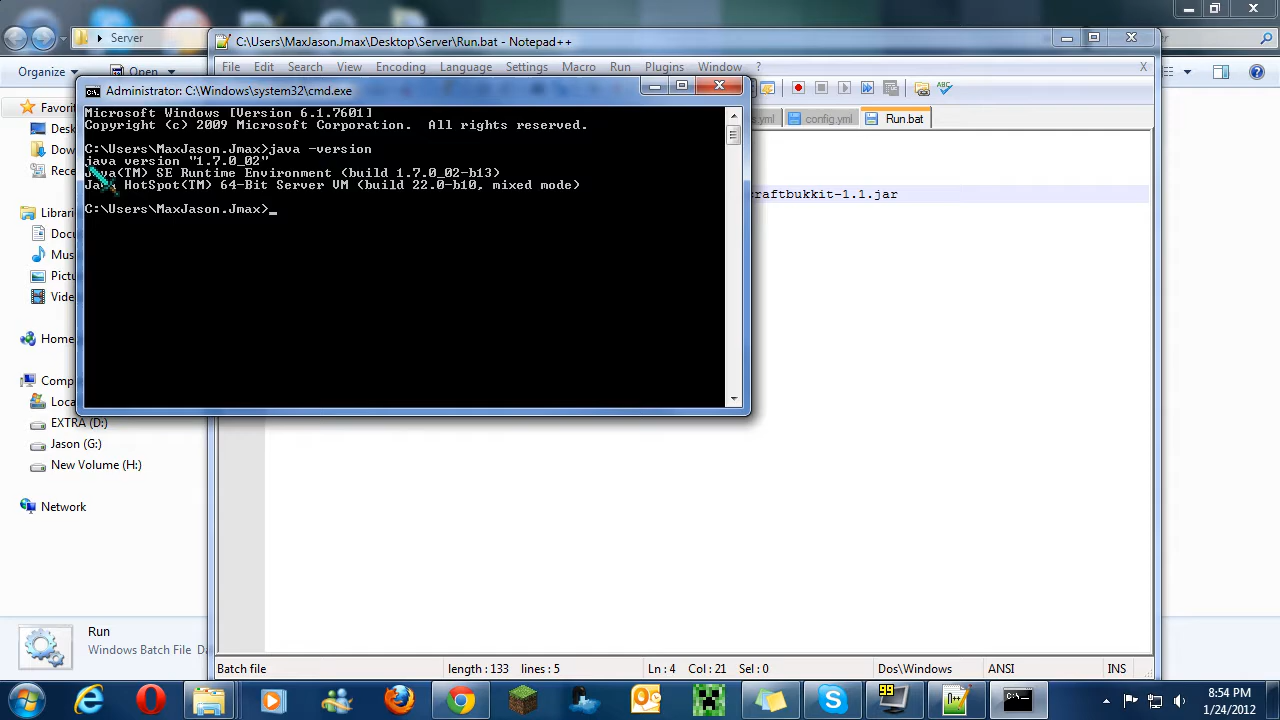 Server
C:\Users\MaxJason.Jmax\Desktop\Server\Run.bat - Notepad++
Organize
Open
File Edit Search View Encoding Language Settings Macro Run Plugins Window ? X
Administrator: C:\Windows\system32\cmd.exe
s.yml config.yml Run.bat
Microsoft Windows [Version 6.1.7601]
Copyright (c) 2009 Microsoft Corporation. All rights reserved.
C:\Users\MaxJason.Jmax>java -version
java version "1.7.0_02"
Java(TM) SE Runtime Environment (build 1.7.0_02-b13)
Java HotSpot(TM) 64-Bit Server VM (build 22.0-b10, mixed mode)
C:\Users\MaxJason.Jmax>_
raftbukkit-1.1.jar
Favori
Desk
Dow
Rece
Librari
Docu
Mus
Pictu
Vide
Home
Comp
Loca
EXTRA (D:)
Jason (G:)
New Volume (H:)
Network
Run
Windows Batch File Da
Batch file length : 133 lines : 5 Ln : 4 Col : 21 Sel : 0 Dos\Windows ANSI INS
99
8:54 PM
1/24/2012